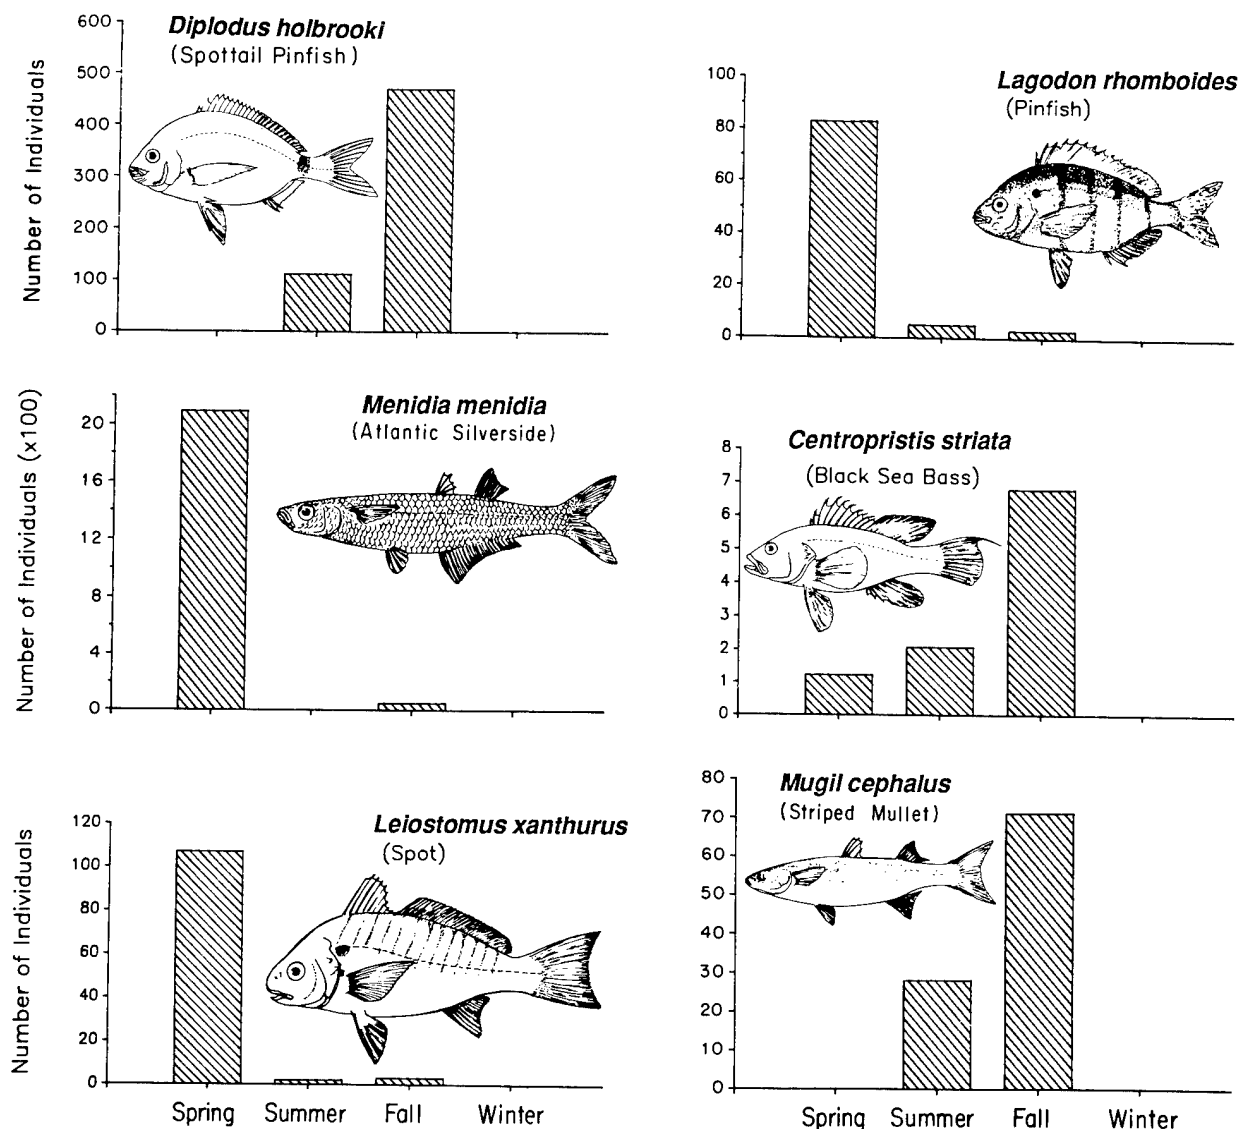 Diplodus holbrooki
(Spottail Pinfish)
Number of Individuals
600
500
400
300
200
100
0
Lagodon rhomboides
(Pinfish)
100
80
60
40
20
0
Menidia menidia
(Atlantic Silverside)
Number of Individuals (x100)
20
16
12
8
4
0
Centropristis striata
(Black Sea Bass)
8
7
6
5
4
3
2
1
0
Leiostomus xanthurus
(Spot)
Number of Individuals
120
100
80
60
40
20
0
Spring Summer Fall Winter
Mugil cephalus
(Striped Mullet)
80
70
60
50
40
30
20
10
0
Spring Summer Fall Winter